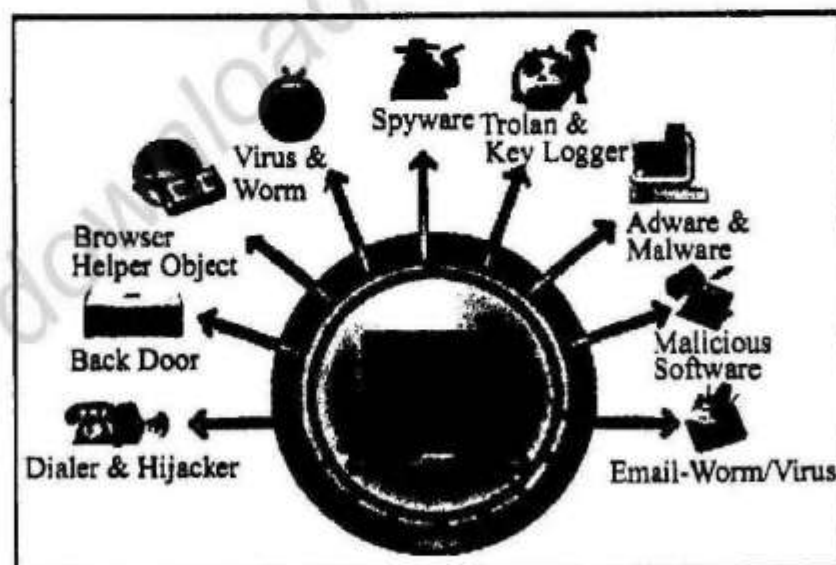 Spyware
Trolan &
Key Logger
Virus &
Worm
Adware &
Malware
Browser
Helper Object
Malicious
Software
Back Door
Dialer & Hijacker
Email-Worm/Virus
download